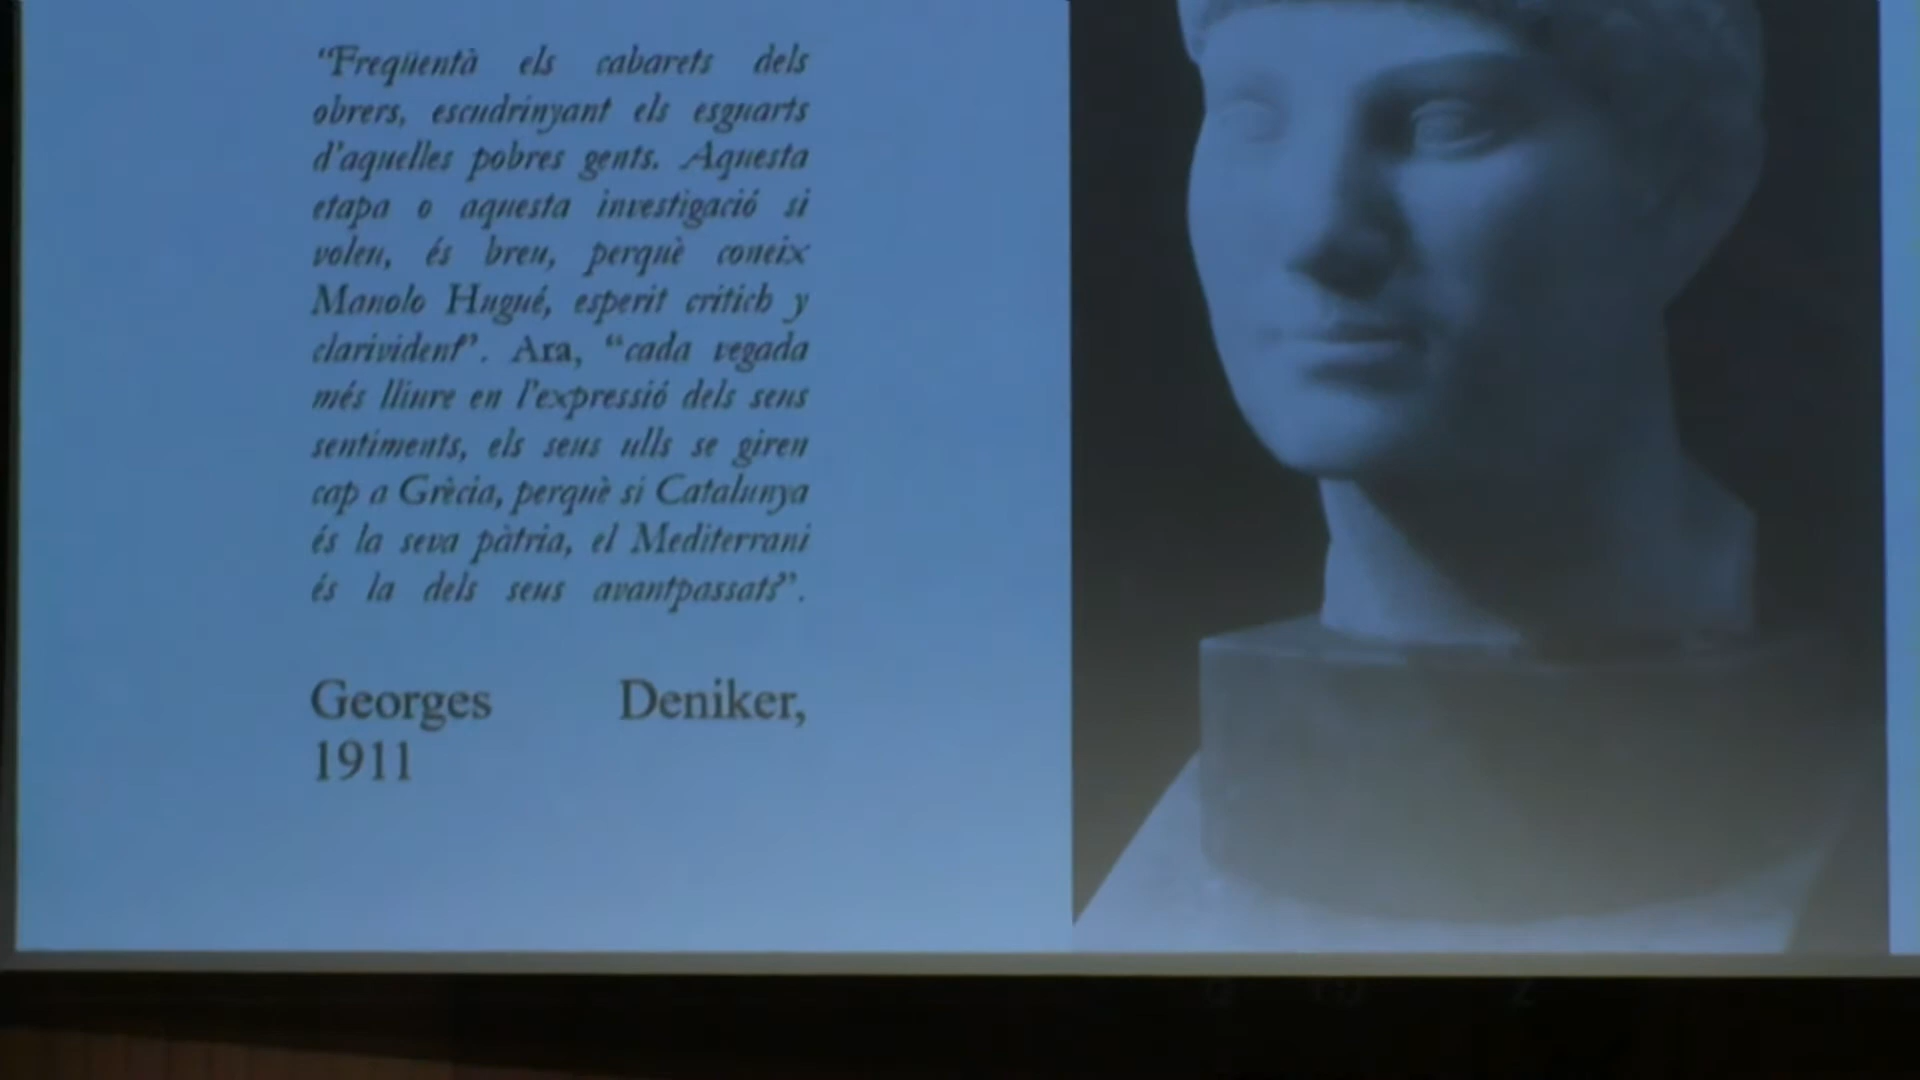 “Freqüentà els cabarets dels
obrers, escudrinyant els esguarts
d'aquelles pobres gents. Aquesta
etapa o aquesta investigació si
voleu, és breu, perquè coneix
Manolo Hugué, esperit critich y
clarivident”. Ara, “cada vegada
més lliure en l'expressió dels seus
sentiments, els seus ulls se giren
cap a Grècia, perquè si Catalunya
és la seva pàtria, el Mediterrani
és la dels seus avantpassats”.
Georges Deniker,
1911